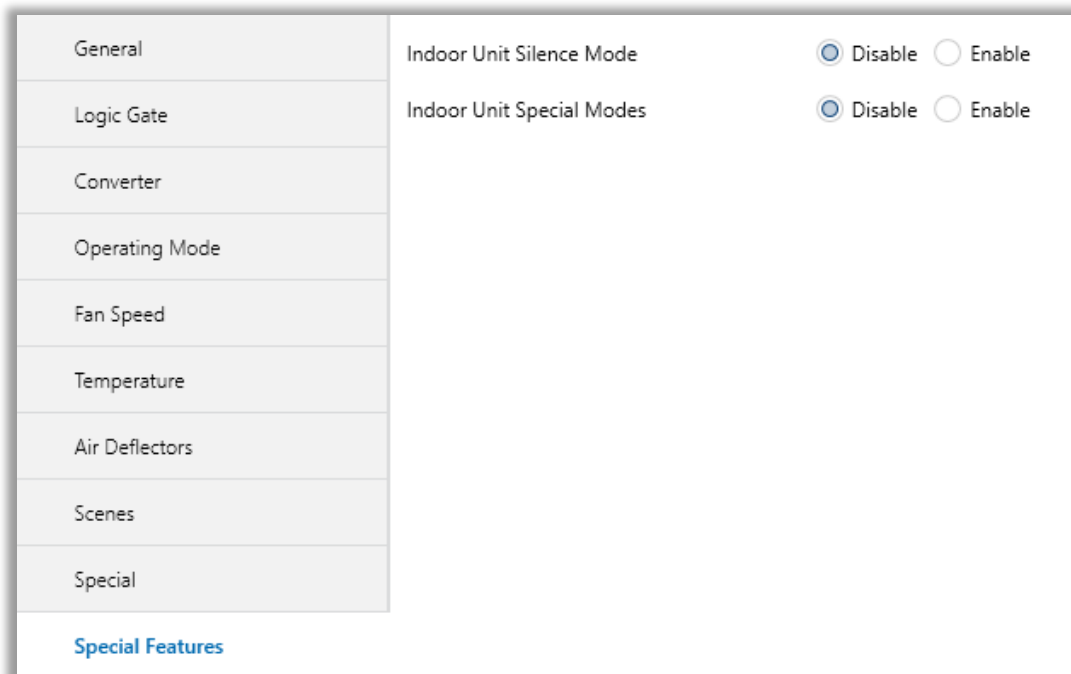 General
Logic Gate
Converter
Operating Mode
Fan Speed
Temperature
Air Deflectors
Scenes
Special
Special Features
Indoor Unit Silence Mode Disable Enable
Indoor Unit Special Modes Disable Enable